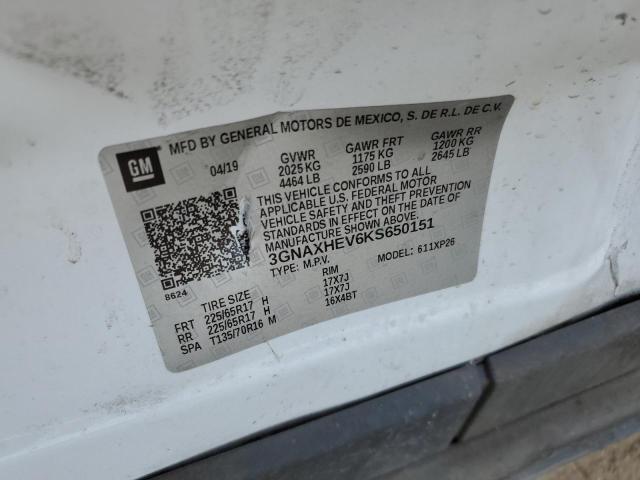 GM
MFD BY GENERAL MOTORS DE MEXICO, S. DE R.L. DE C.V.
04/19 GVWR GAWR FRT GAWR RR
2025 KG 1175 KG 1200 KG
4464 LB 2590 LB 2645 LB
THIS VEHICLE CONFORMS TO ALL
APPLICABLE U.S. FEDERAL MOTOR
VEHICLE SAFETY AND THEFT PREVENTION
STANDARDS IN EFFECT ON THE DATE OF
MANUFACTURE SHOWN ABOVE.
3GNAXHEV6KS650151
TYPE: M.P.V. MODEL: 611XP26
8624
TIRE SIZE RIM
FRT 225/65R17 H 17X7J
RR 225/65R17 H 17X7J
SPA T135/70R16 M 16X4BT